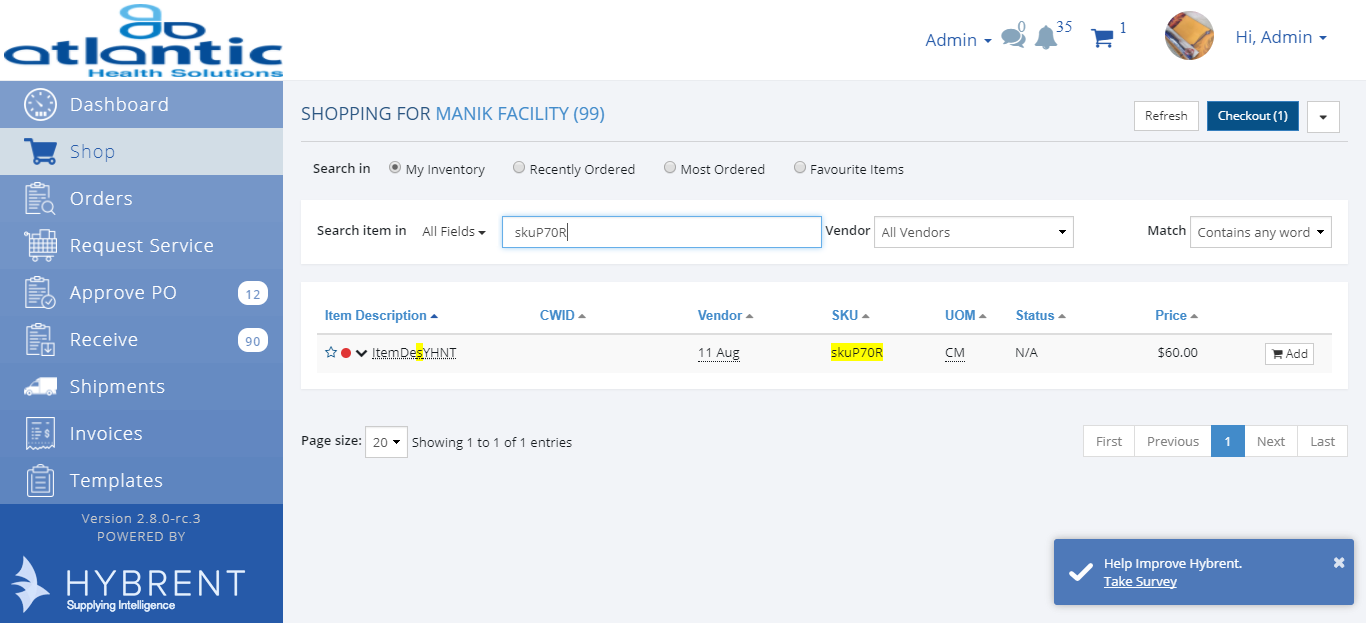 atlantic
Health Solutions
Admin
0
35
1
Hi, Admin
Dashboard
Shop
Orders
Request Service
Approve PO 12
Receive 90
Shipments
Invoices
Templates
Version 2.8.0-rc.3
POWERED BY
HYBRENT
Supplying Intelligence
SHOPPING FOR MANIK FACILITY (99)
Refresh
Checkout (1)
Search in My Inventory Recently Ordered Most Ordered Favourite Items
Search item in All Fields skuP70R Vendor All Vendors Match Contains any word
Item Description CWID Vendor SKU UOM Status Price
ItemDesYHNT 11 Aug skuP70R CM N/A $60.00 Add
Page size: 20 Showing 1 to 1 of 1 entries
First Previous 1 Next Last
Help Improve Hybrent.
Take Survey